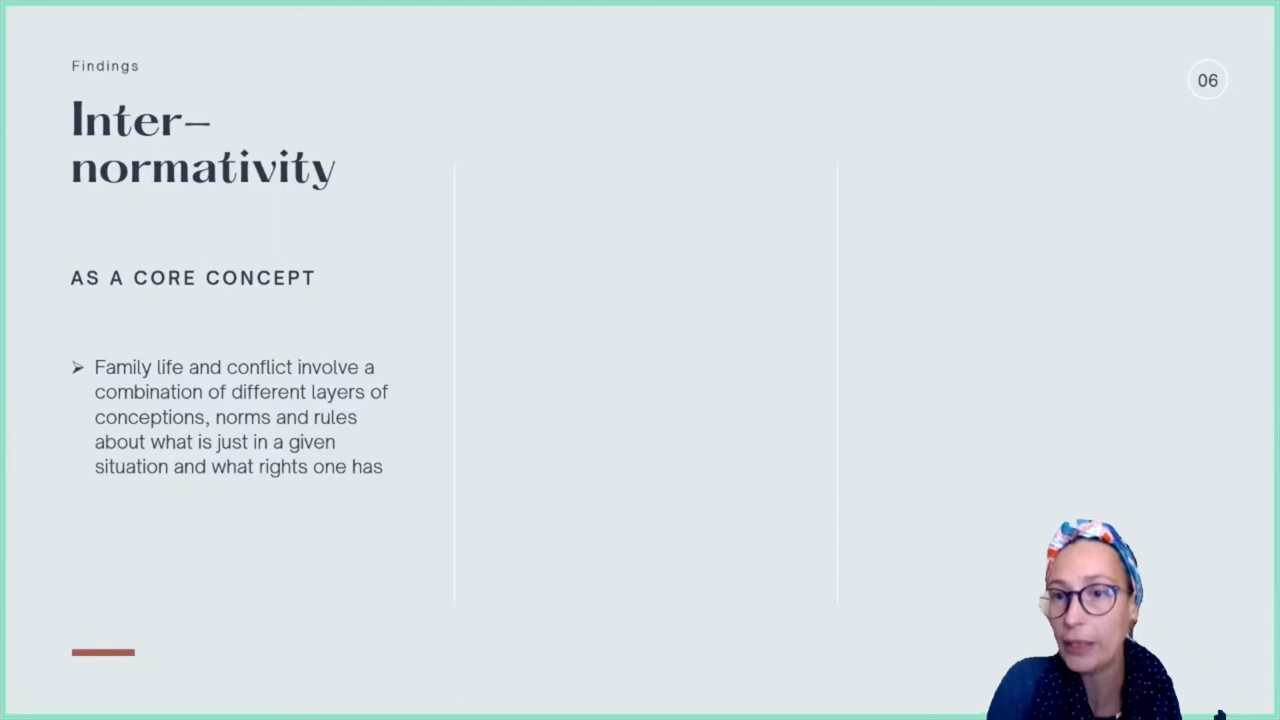 Findings
06
Inter–
normativity
AS A CORE CONCEPT
➢ Family life and conflict involve a
combination of different layers of
conceptions, norms and rules
about what is just in a given
situation and what rights one has